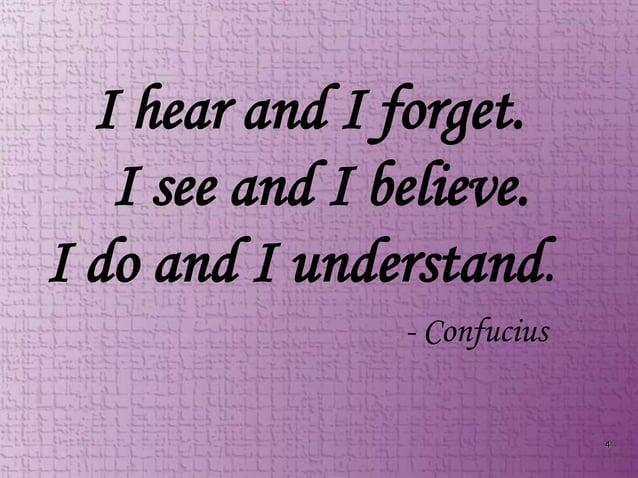 I hear and I forget.
I see and I believe.
I do and I understand.
- Confucius
4